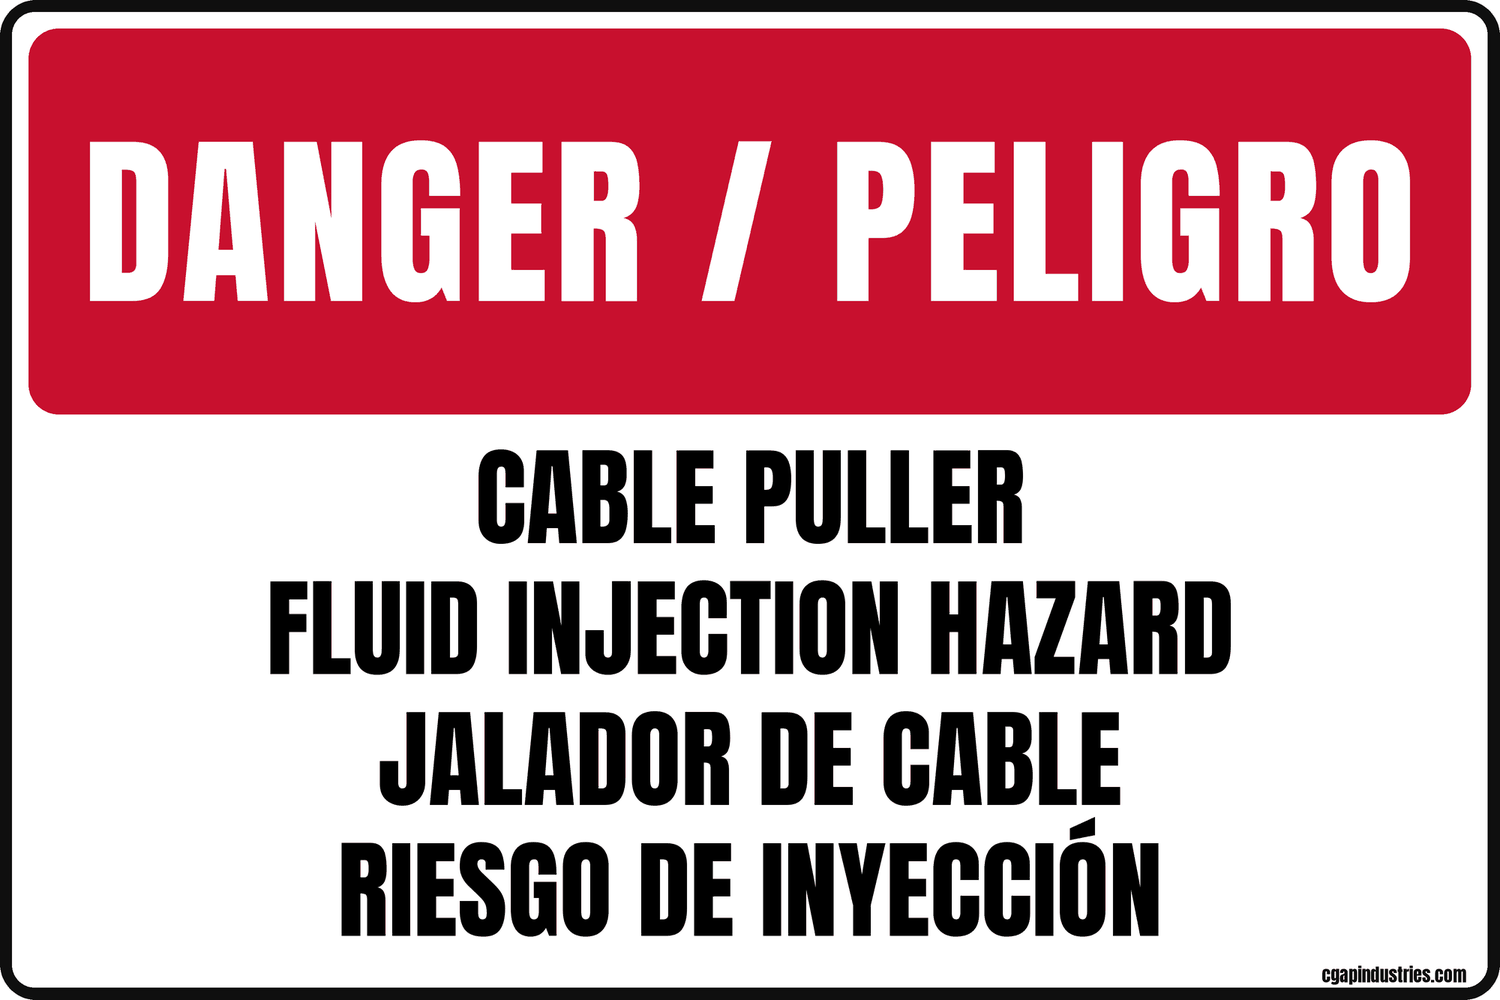 DANGER / PELIGRO
CABLE PULLER
FLUID INJECTION HAZARD
JALADOR DE CABLE
RIESGO DE INYECCIÓN
cgapindustries.com